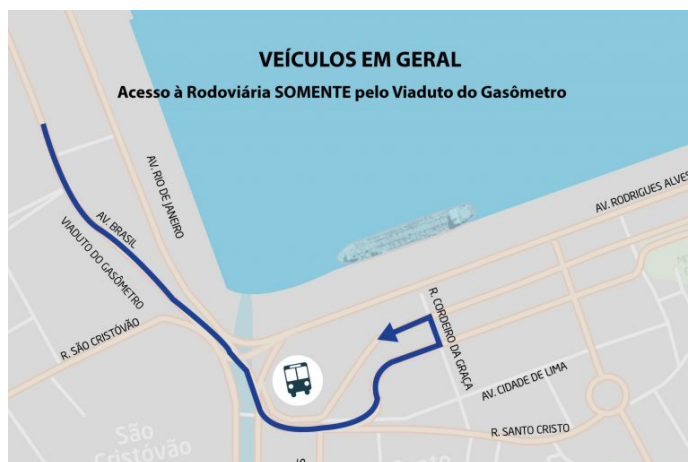 VEÍCULOS EM GERAL
Acesso à Rodoviária SOMENTE pelo Viaduto do Gasômetro
AV. RIO DE JANEIRO
AV. RODRIGUES ALVES
AV. BRASIL
VIADUTO DO GASÔMETRO
R. SÃO CRISTÓVÃO
R. CORDEIRO DA GRAÇA
AV. CIDADE DE LIMA
R. SANTO CRISTO
São
Cristóvão